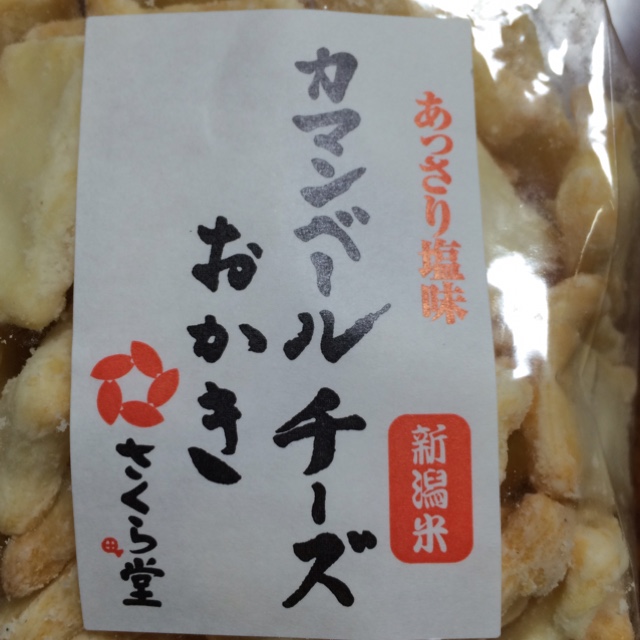 あっさり塩味
新潟米
カマンベールチーズ
おかき
さくら堂